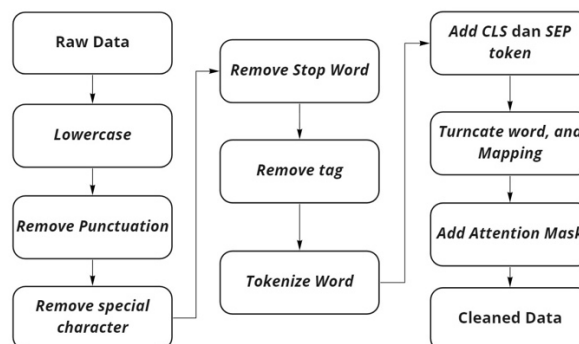 Raw Data
Lowercase
Remove Punctuation
Remove special
character
Remove Stop Word
Remove tag
Tokenize Word
Add CLS dan SEP
token
Turncate word, and
Mapping
Add Attention Mask
Cleaned Data